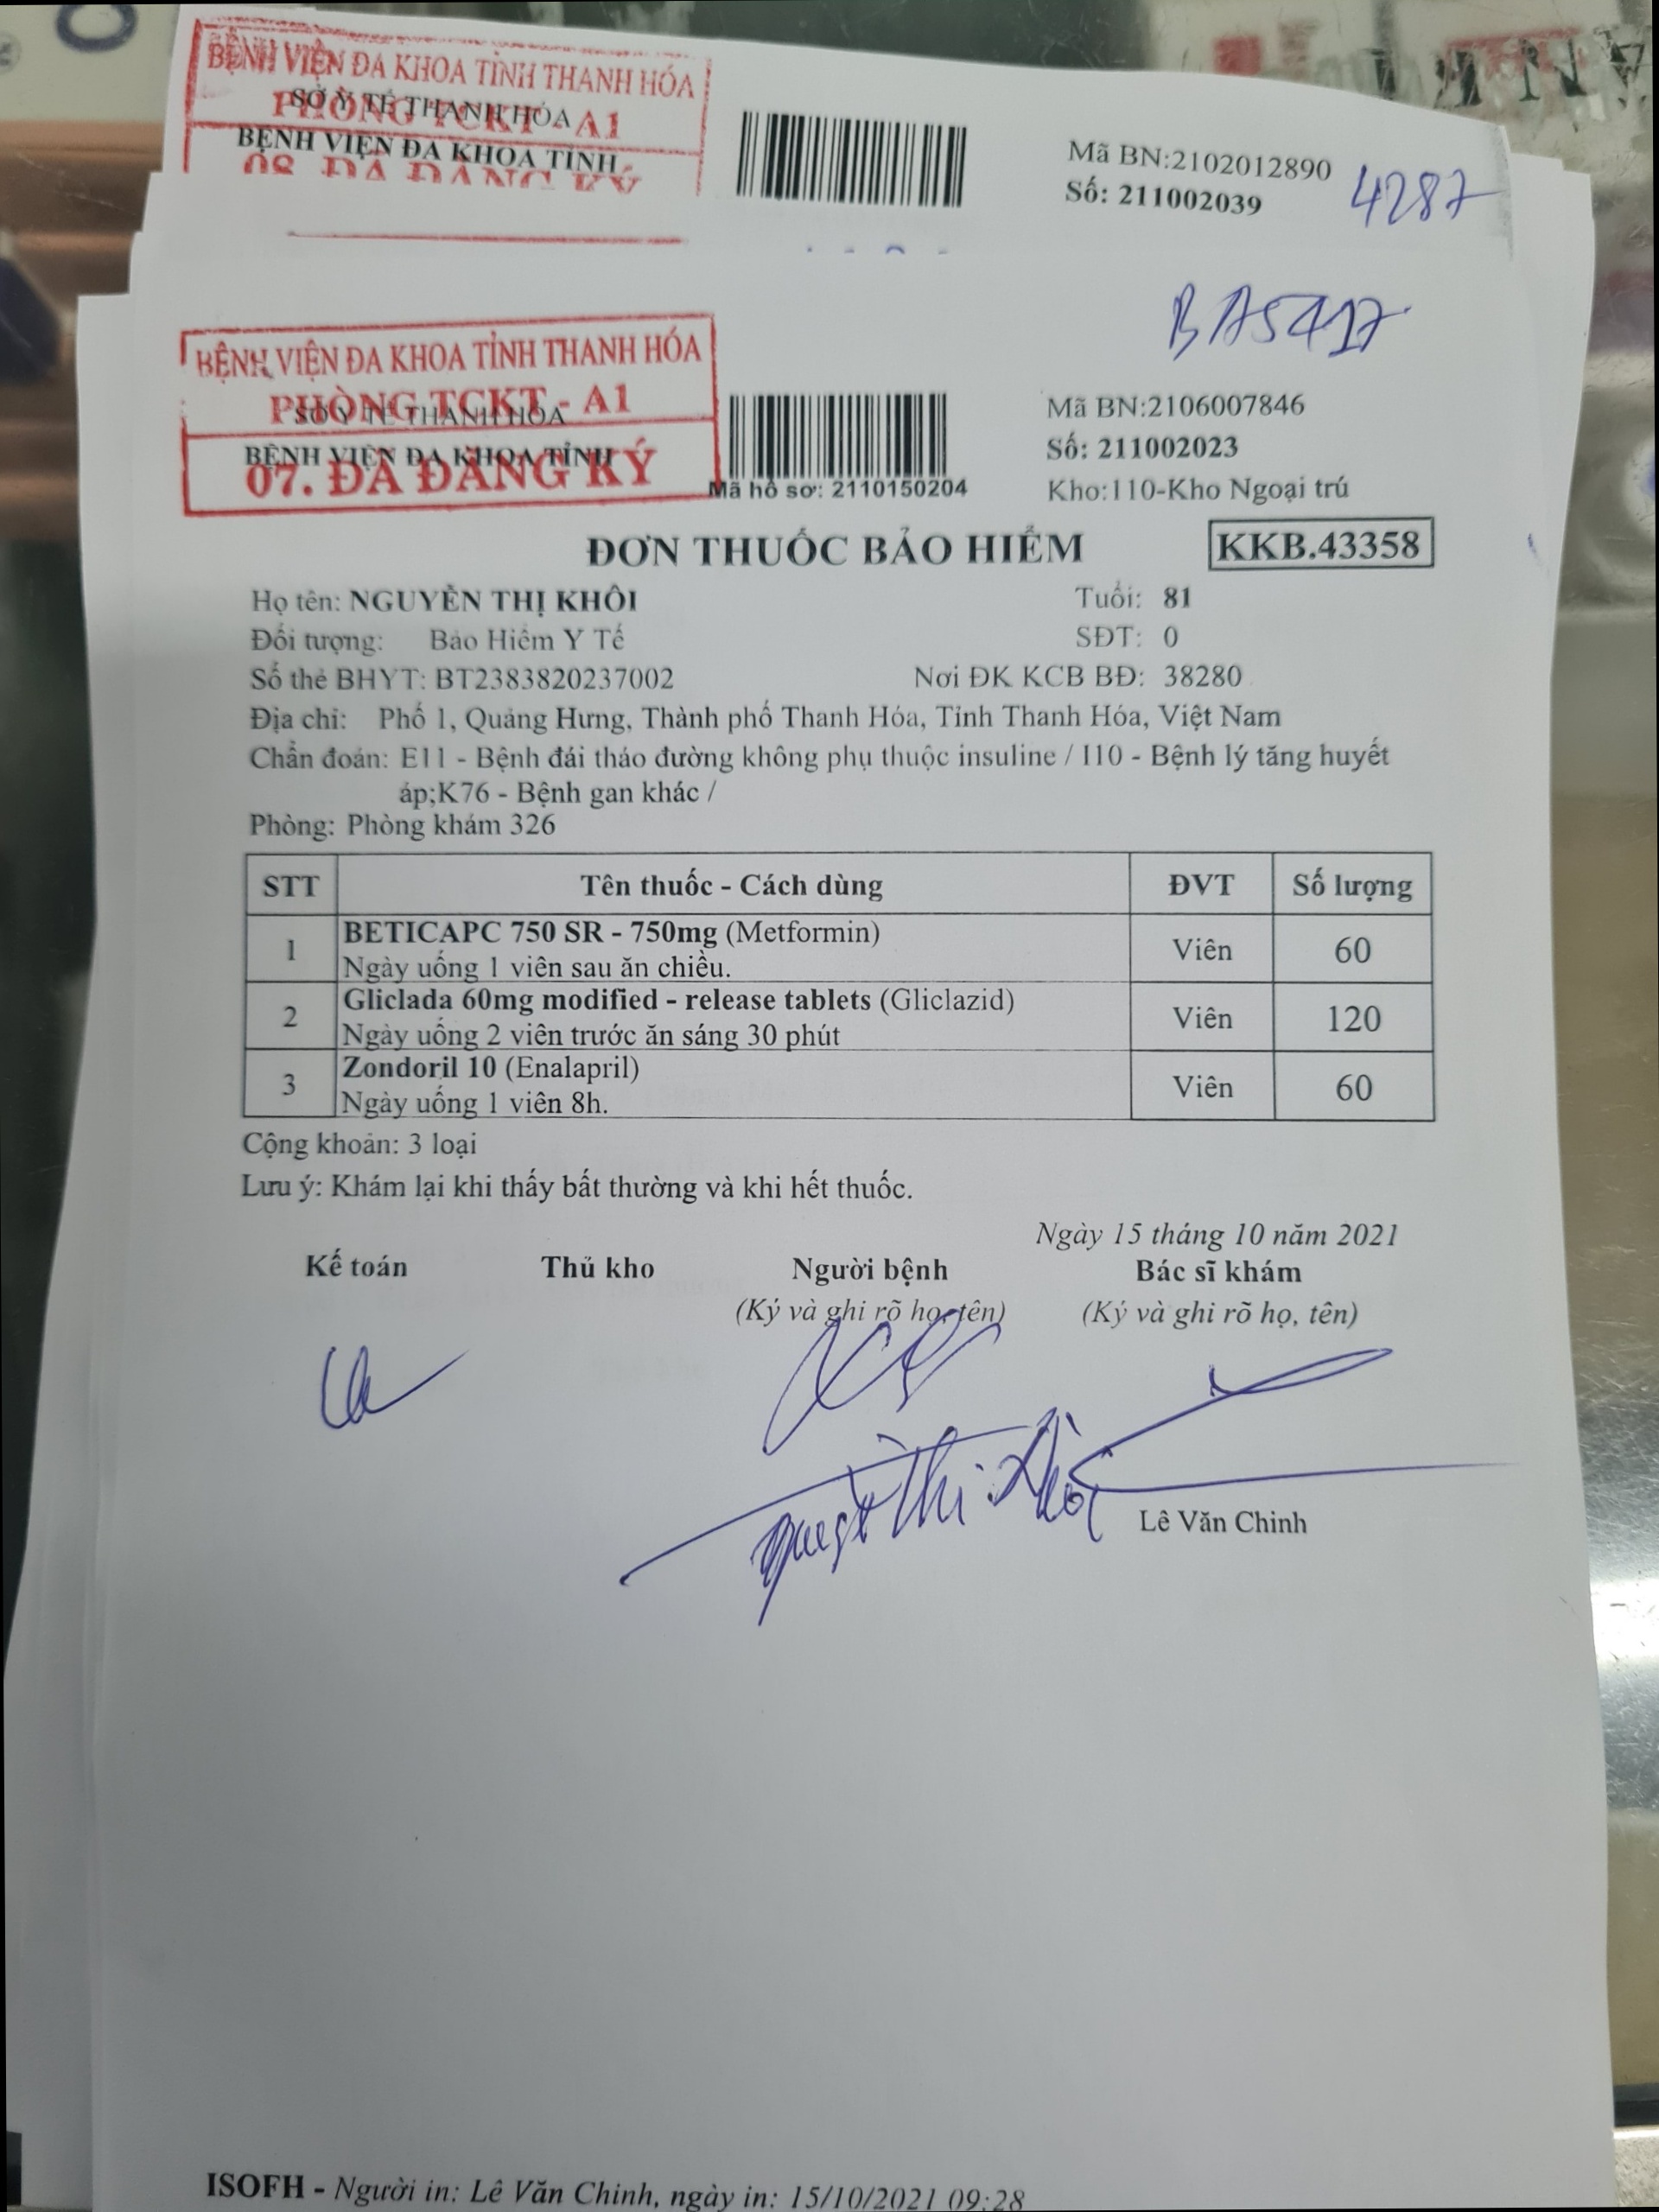 BỆNH VIỆN ĐA KHOA TỈNH THANH HÓA
PHÒNG TCKT - A1
SỞ Y TẾ THANH HÓA
BỆNH VIỆN ĐA KHOA TỈNH
Mã BN:2102012890
Số: 211002039
4287
BA5417
BỆNH VIỆN ĐA KHOA TỈNH THANH HÓA
PHÒNG TCKT - A1
SỞ Y TẾ THANH HÓA
BỆNH VIỆN ĐA KHOA TỈNH
07. ĐÃ ĐĂNG KÝ
Mã hồ sơ: 2110150204
Mã BN:2106007846
Số: 211002023
Kho:110-Kho Ngoại trú
ĐƠN THUỐC BẢO HIỂM
KKB.43358
Họ tên: NGUYỄN THỊ KHÔI Tuổi: 81
Đối tượng: Bảo Hiểm Y Tế SĐT: 0
Số thẻ BHYT: BT2383820237002 Nơi ĐK KCB BĐ: 38280
Địa chỉ: Phố 1, Quảng Hưng, Thành phố Thanh Hóa, Tỉnh Thanh Hóa, Việt Nam
Chẩn đoán: E11 - Bệnh đái tháo đường không phụ thuộc insuline / I10 - Bệnh lý tăng huyết
áp;K76 - Bệnh gan khác /
Phòng: Phòng khám 326
STT Tên thuốc - Cách dùng ĐVT Số lượng
1 BETICAPC 750 SR - 750mg (Metformin) Viên 60
Ngày uống 1 viên sau ăn chiều.
2 Gliclada 60mg modified - release tablets (Gliclazid) Viên 120
Ngày uống 2 viên trước ăn sáng 30 phút
3 Zondoril 10 (Enalapril) Viên 60
Ngày uống 1 viên 8h.
Cộng khoản: 3 loại
Lưu ý: Khám lại khi thấy bất thường và khi hết thuốc.
Ngày 15 tháng 10 năm 2021
Kế toán Thủ kho Người bệnh Bác sĩ khám
(Ký và ghi rõ họ, tên) (Ký và ghi rõ họ, tên)
Lê Văn Chinh
ISOFH - Người in: Lê Văn Chinh, ngày in: 15/10/2021 09:28